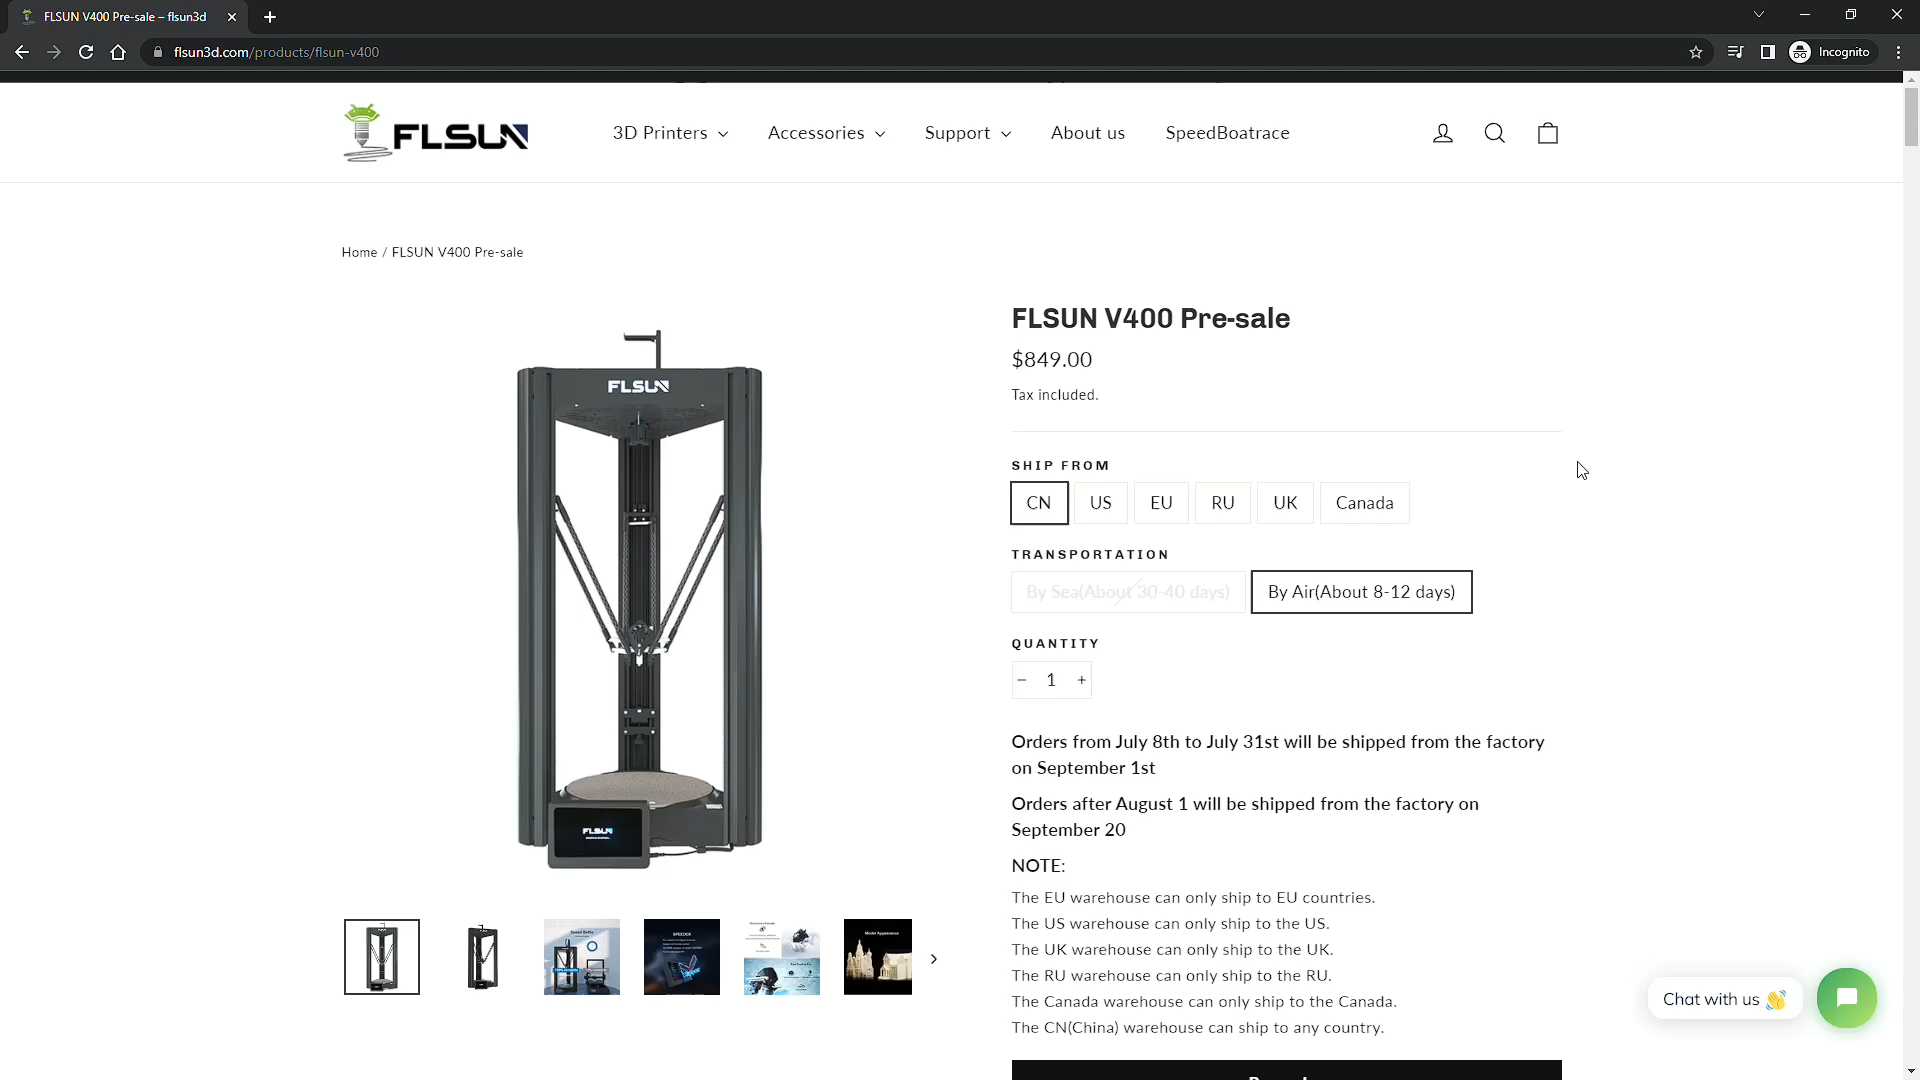 FLSUN V400 Pre-sale – flsun3d
flsun3d.com/products/flsun-v400
Incognito
FLSUN
3D Printers
Accessories
Support
About us
SpeedBoatrace
Home / FLSUN V400 Pre-sale
FLSUN
FLSUN
FLSUN V400 Pre-sale
$849.00
Tax included.
SHIP FROM
CN
US
EU
RU
UK
Canada
TRANSPORTATION
By Sea(About 30-40 days)
By Air(About 8-12 days)
QUANTITY
− 1 +
Orders from July 8th to July 31st will be shipped from the factory
on September 1st
Orders after August 1 will be shipped from the factory on
September 20
NOTE:
The EU warehouse can only ship to EU countries.
The US warehouse can only ship to the US.
The UK warehouse can only ship to the UK.
The RU warehouse can only ship to the RU.
The Canada warehouse can only ship to the Canada.
The CN(China) warehouse can ship to any country.
SPEEDER
Model Appearance
Chat with us 👋